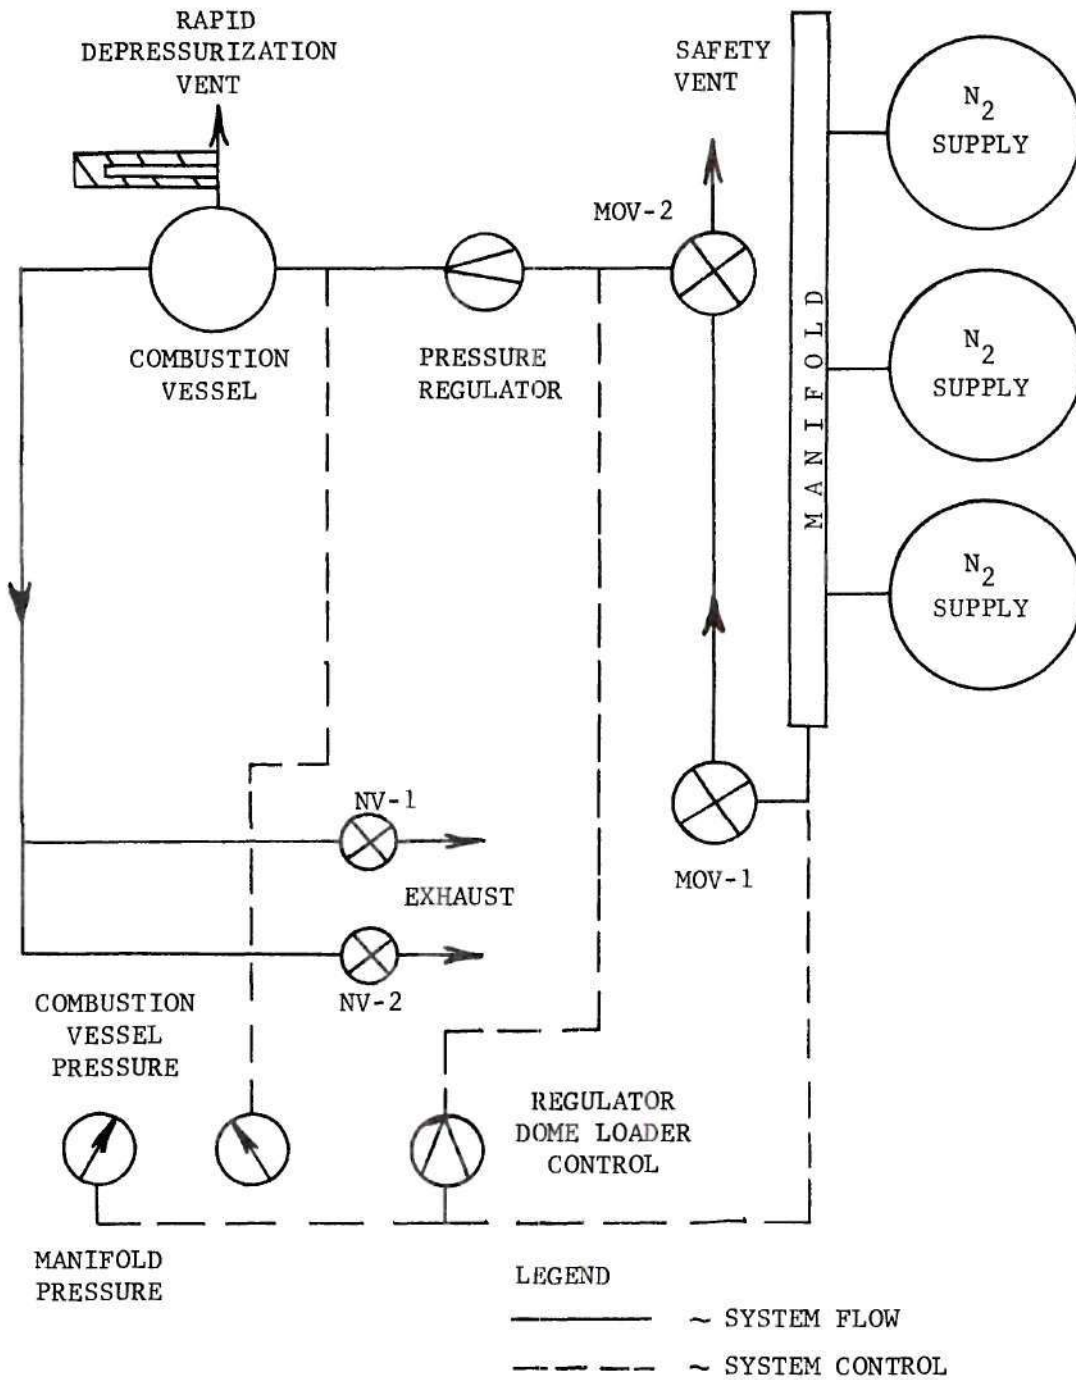 RAPID
DEPRESSURIZATION
VENT
SAFETY
VENT
N2
SUPPLY
MOV-2
COMBUSTION
VESSEL
PRESSURE
REGULATOR
MANIFOLD
N2
SUPPLY
N2
SUPPLY
NV-1
EXHAUST
MOV-1
NV-2
COMBUSTION
VESSEL
PRESSURE
REGULATOR
DOME LOADER
CONTROL
MANIFOLD
PRESSURE
LEGEND
~ SYSTEM FLOW
~ SYSTEM CONTROL